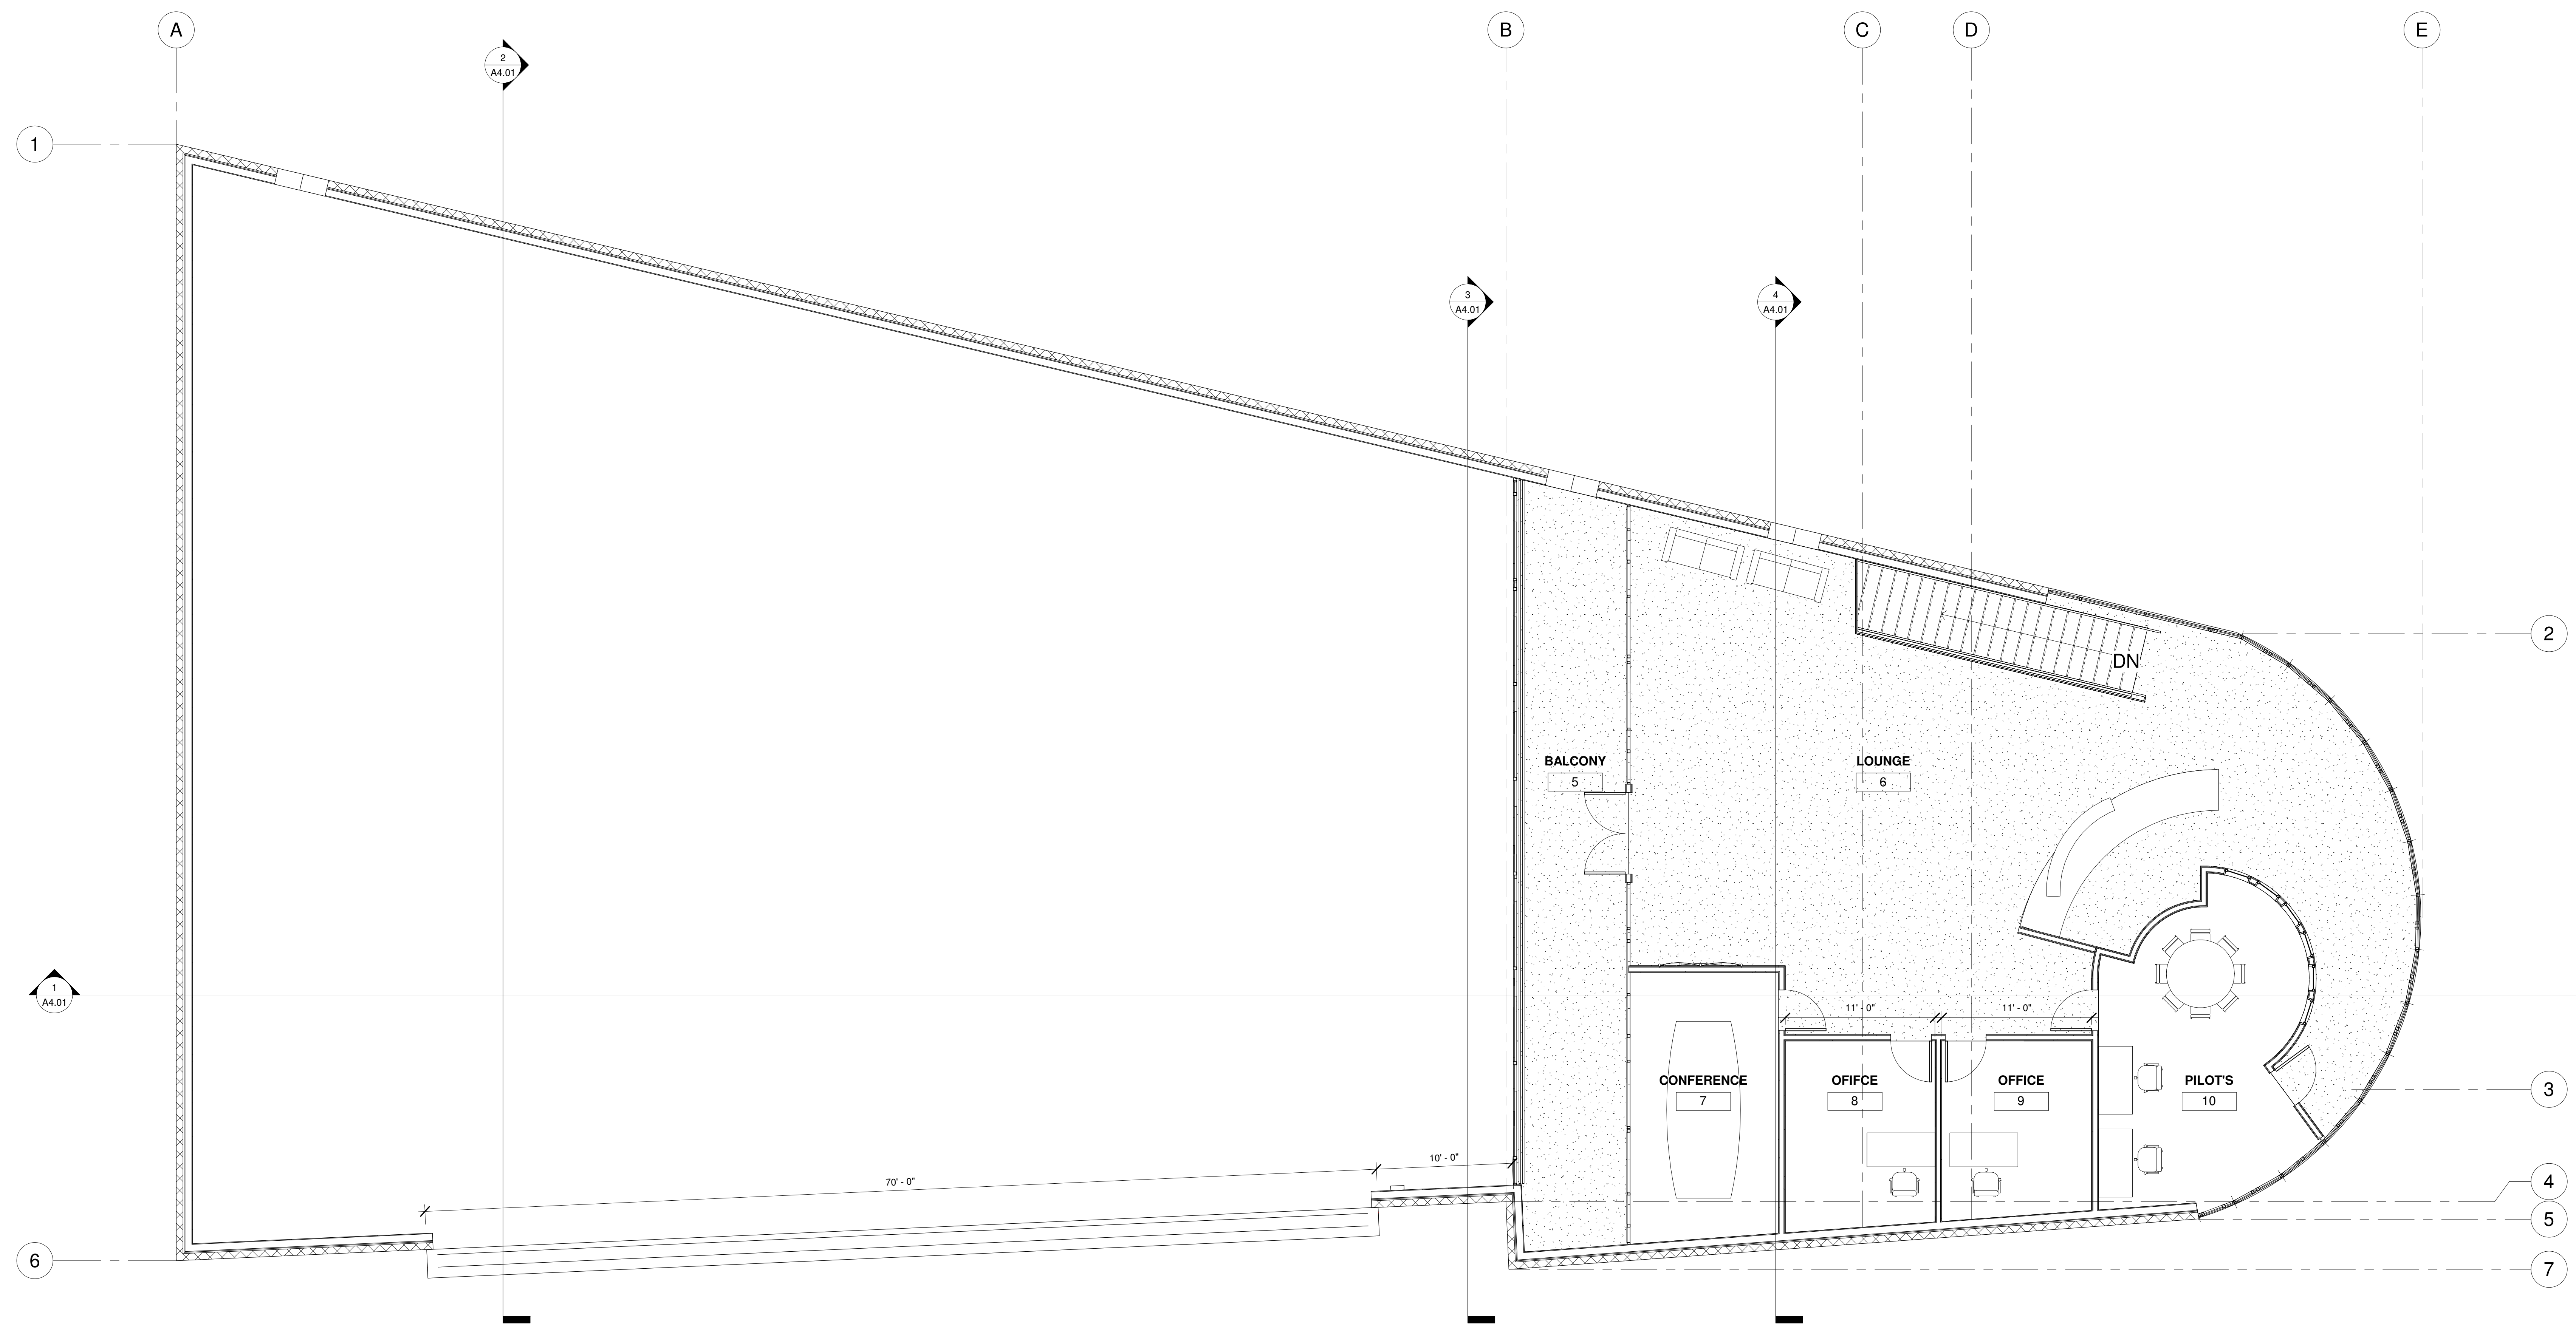 A
B
C
D
E
2
A4.01
1
3
A4.01
4
A4.01
2
DN
BALCONY
5
LOUNGE
6
1
A4.01
11' - 0"
11' - 0"
CONFERENCE
7
OFIFCE
8
OFFICE
9
PILOT'S
10
3
10' - 0"
70' - 0"
4
5
6
7